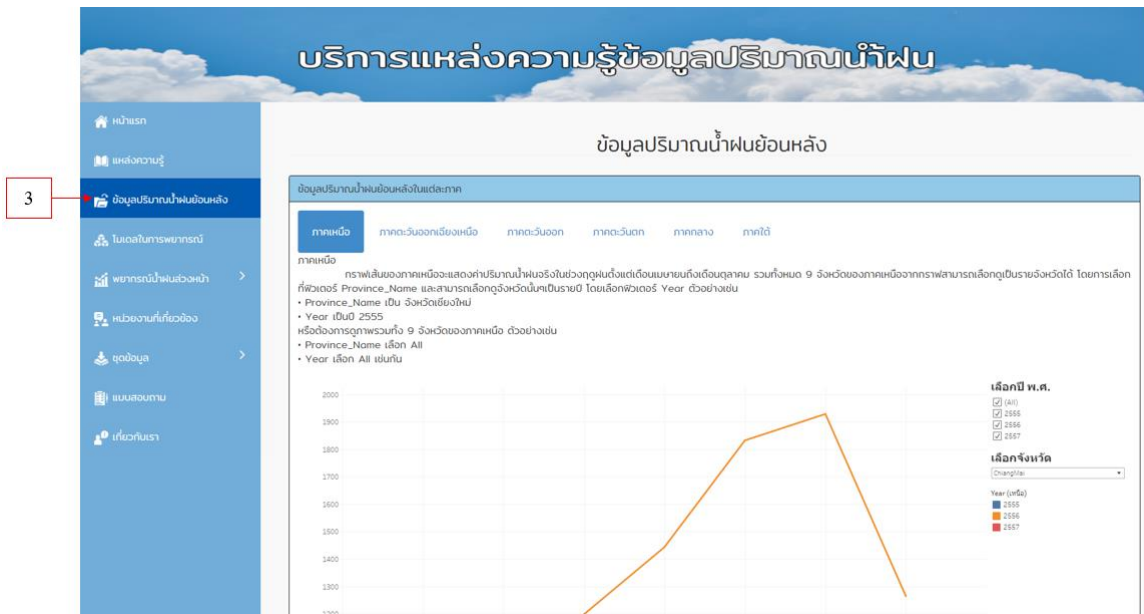 บริการแหล่งความรู้ข้อมูลปริมาณน้ำฝน
หน้าแรก
แหล่งความรู้
3
ข้อมูลปริมาณน้ำฝนย้อนหลัง
โมเดลในการพยากรณ์
พยากรณ์น้ำฝนล่วงหน้า
หน่วยงานที่เกี่ยวข้อง
ชุดข้อมูล
แบบสอบถาม
เกี่ยวกับเรา
ข้อมูลปริมาณน้ำฝนย้อนหลัง
ข้อมูลปริมาณน้ำฝนย้อนหลังในแต่ละภาค
ภาคเหนือ ภาคตะวันออกเฉียงเหนือ ภาคตะวันออก ภาคตะวันตก ภาคกลาง ภาคใต้
ภาคเหนือ
กราฟเส้นของภาคเหนือจะแสดงค่าปริมาณน้ำฝนจริงในช่วงฤดูฝนตั้งแต่เดือนเมษายนถึงเดือนตุลาคม รวมทั้งหมด 9 จังหวัดของภาคเหนือจากกราฟสามารถเลือกดูเป็นรายจังหวัดได้ โดยการเลือก
ที่ฟิวเตอร์ Province_Name และสามารถเลือกดูจังหวัดนั้นๆเป็นรายปี โดยเลือกฟิวเตอร์ Year ตัวอย่างเช่น
• Province_Name เป็น จังหวัดเชียงใหม่
• Year เป็นปี 2555
หรือต้องการดูภาพรวมทั้ง 9 จังหวัดของภาคเหนือ ตัวอย่างเช่น
• Province_Name เลือก All
• Year เลือก All เช่นกัน
2000
1900
1800
1700
1600
1500
1400
1300
1200
เลือกปี พ.ศ.
(All)
2555
2556
2557
เลือกจังหวัด
ChiangMai
Year (เหนือ)
2555
2556
2557